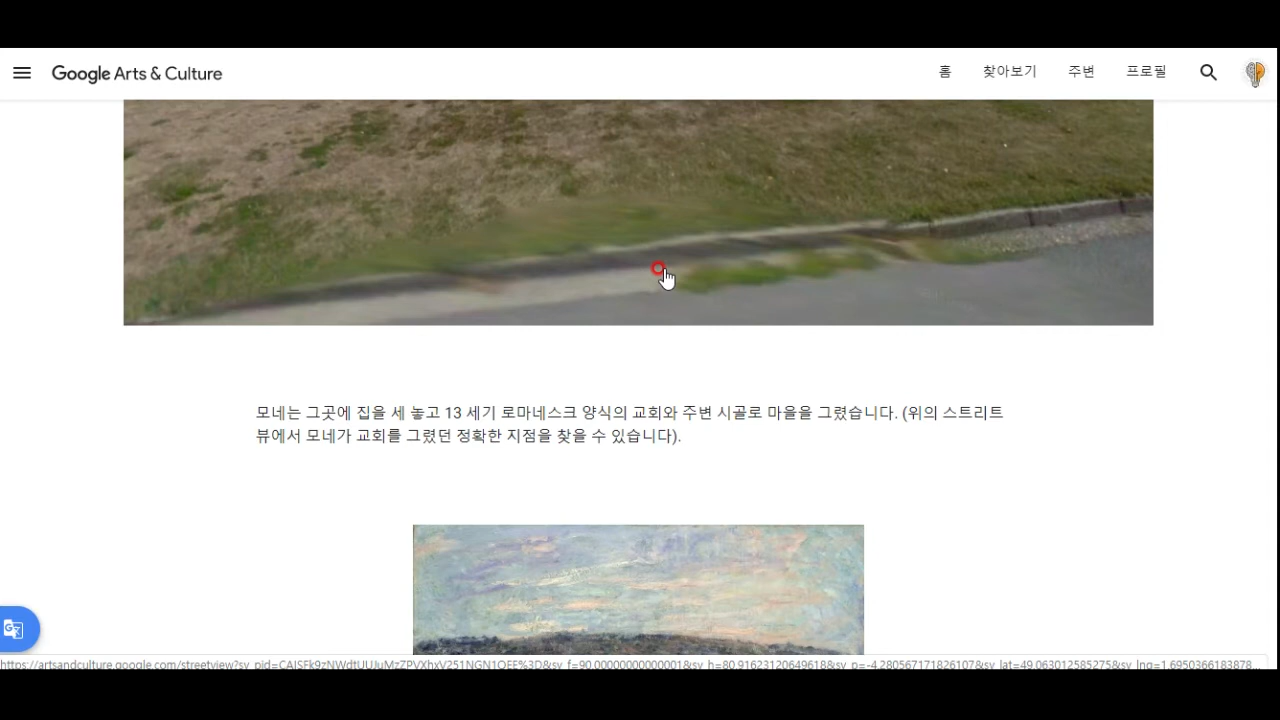 Google Arts & Culture
홈 찾아보기 주변 프로필
모네는 그곳에 집을 세 놓고 13 세기 로마네스크 양식의 교회와 주변 시골로 마을을 그렸습니다. (위의 스트리트
뷰에서 모네가 교회를 그렸던 정확한 지점을 찾을 수 있습니다).